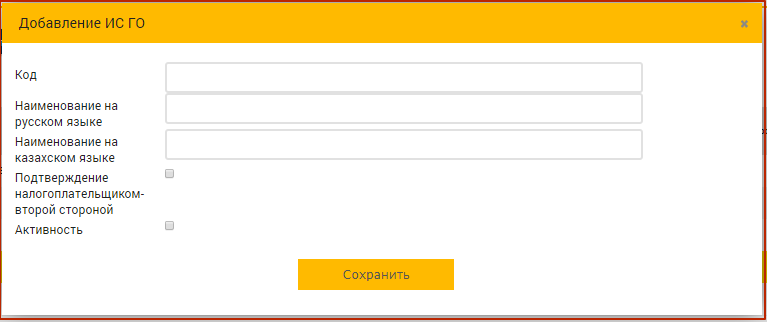 Добавление ИС ГО
Код
Наименование на
русском языке
Наименование на
казахском языке
Подтверждение
налогоплательщиком-
второй стороной
Активность
Сохранить